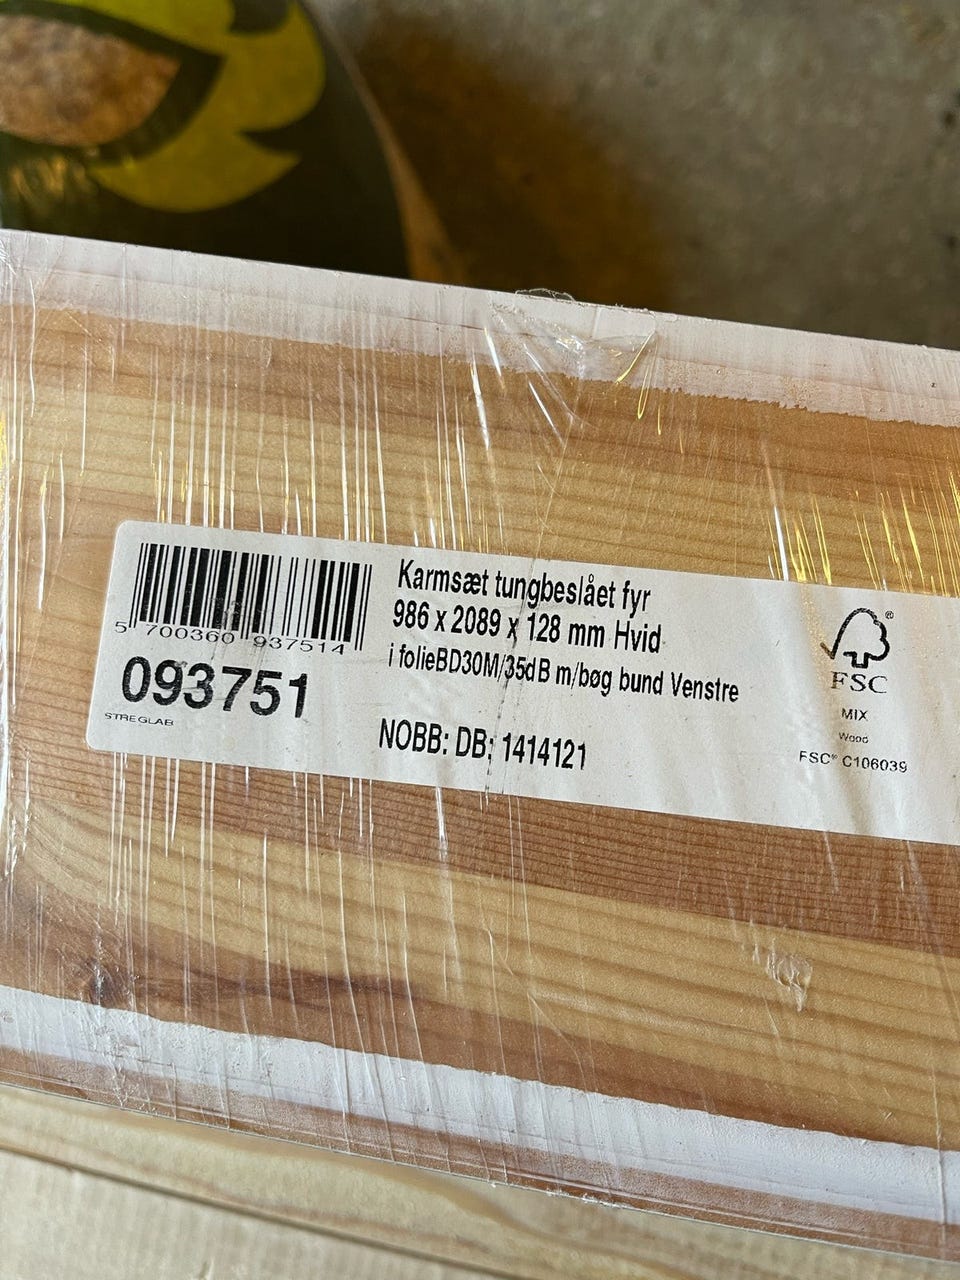 Karmsæt tungbeslået fyr
986 x 2089 x 128 mm Hvid
i folieBD30M/35dB m/bøg bund Venstre
NOBB: DB: 1414121
5 700360 937514
093751
STREGLAB
®
FSC
MIX
Wood
FSC® C106039